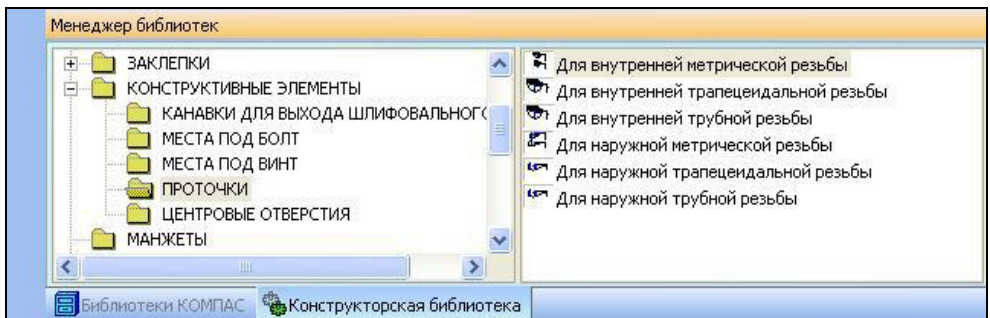 Менеджер библиотек
ЗАКЛЕПКИ
КОНСТРУКТИВНЫЕ ЭЛЕМЕНТЫ
КАНАВКИ ДЛЯ ВЫХОДА ШЛИФОВАЛЬНОГО
МЕСТА ПОД БОЛТ
МЕСТА ПОД ВИНТ
ПРОТОЧКИ
ЦЕНТРОВЫЕ ОТВЕРСТИЯ
МАНЖЕТЫ
Для внутренней метрической резьбы
Для внутренней трапецеидальной резьбы
Для внутренней трубной резьбы
Для наружной метрической резьбы
Для наружной трапецеидальной резьбы
Для наружной трубной резьбы
Библиотеки КОМПАС
Конструкторская библиотека